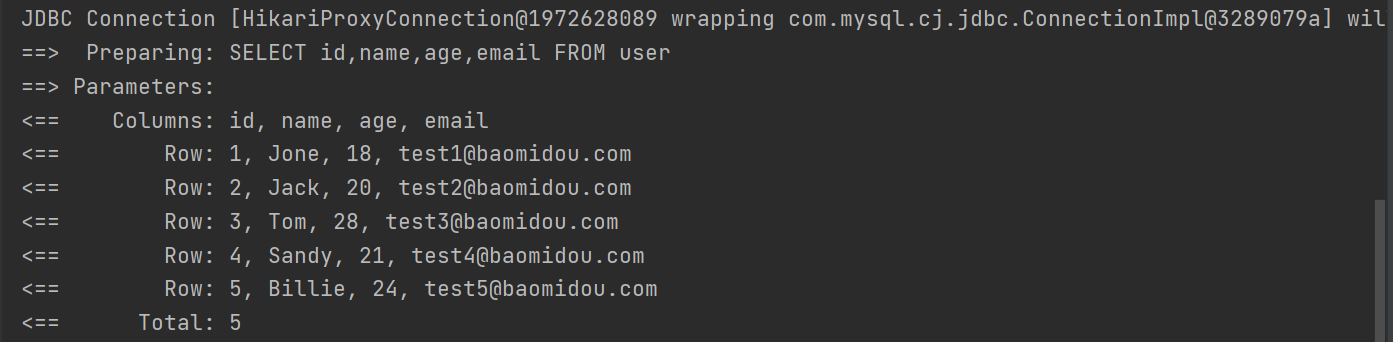 JDBC Connection [HikariProxyConnection@1972628089 wrapping com.mysql.cj.jdbc.ConnectionImpl@3289079a] wil
==>  Preparing: SELECT id,name,age,email FROM user
==> Parameters:
<==    Columns: id, name, age, email
<==        Row: 1, Jone, 18, test1@baomidou.com
<==        Row: 2, Jack, 20, test2@baomidou.com
<==        Row: 3, Tom, 28, test3@baomidou.com
<==        Row: 4, Sandy, 21, test4@baomidou.com
<==        Row: 5, Billie, 24, test5@baomidou.com
<==      Total: 5